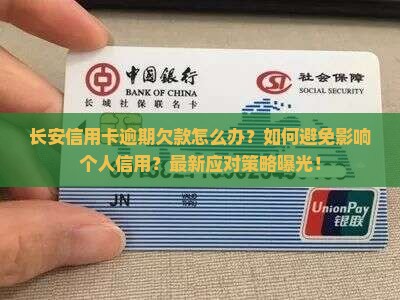 中国银行
BANK OF CHINA
长城 社保联名卡
社会保障
SOCIAL SECURITY
长安信用卡逾期欠款怎么办？如何避免影响
个人信用？最新应对策略曝光！
JN
VALID
UnionPay
银联